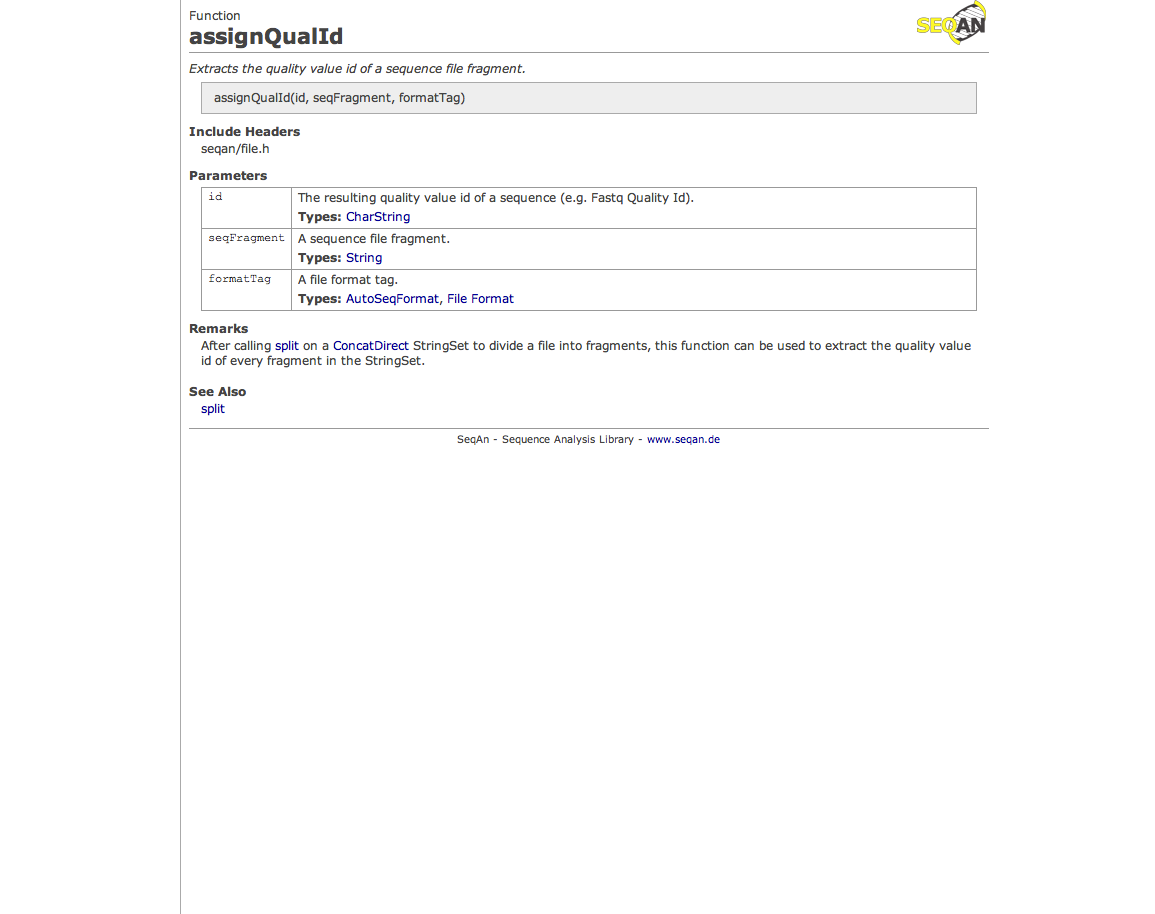 Function
SEQAN
assignQualId
Extracts the quality value id of a sequence file fragment.
assignQualId(id, seqFragment, formatTag)
Include Headers
seqan/file.h
Parameters
id
The resulting quality value id of a sequence (e.g. Fastq Quality Id).
Types: CharString
seqFragment
A sequence file fragment.
Types: String
formatTag
A file format tag.
Types: AutoSeqFormat, File Format
Remarks
After calling split on a ConcatDirect StringSet to divide a file into fragments, this function can be used to extract the quality value
id of every fragment in the StringSet.
See Also
split
SeqAn - Sequence Analysis Library - www.seqan.de